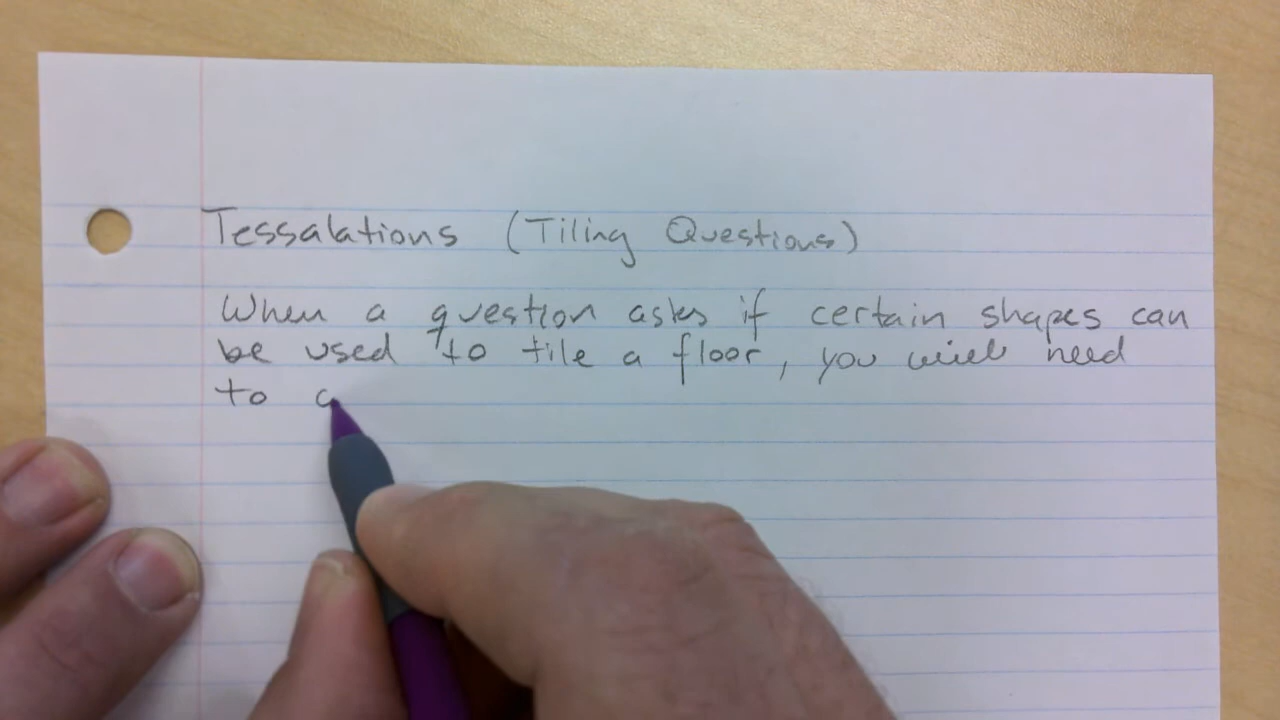 Tessalations (Tiling Questions)
When a question asks if certain shapes can
be used to tile a floor, you will need
to